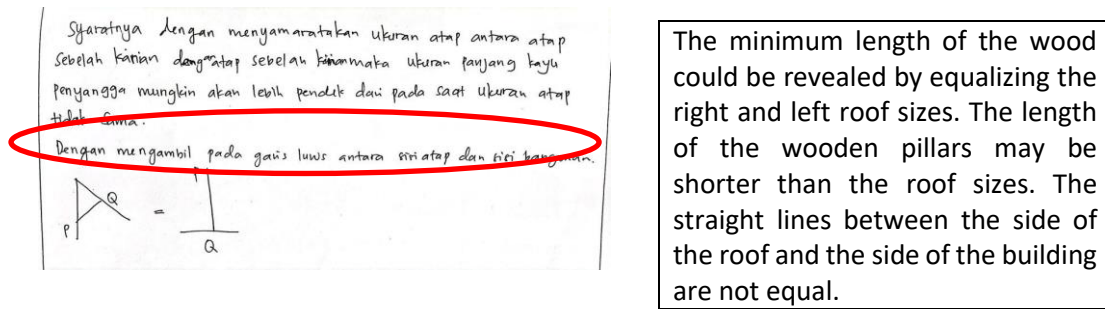 Syaratnya dengan menyamaratakan ukuran atap antara atap
sebelah kanan dengan atap sebelah maka ukuran panjang kayu
penyangga mungkin akan lebih pendek dari pada saat ukuran atap
tidak sama.
Dengan mengambil pada garis lurus antara sisi atap dan sisi bangunan.
P Q = P
Q
The minimum length of the wood
could be revealed by equalizing the
right and left roof sizes. The length
of the wooden pillars may be
shorter than the roof sizes. The
straight lines between the side of
the roof and the side of the building
are not equal.